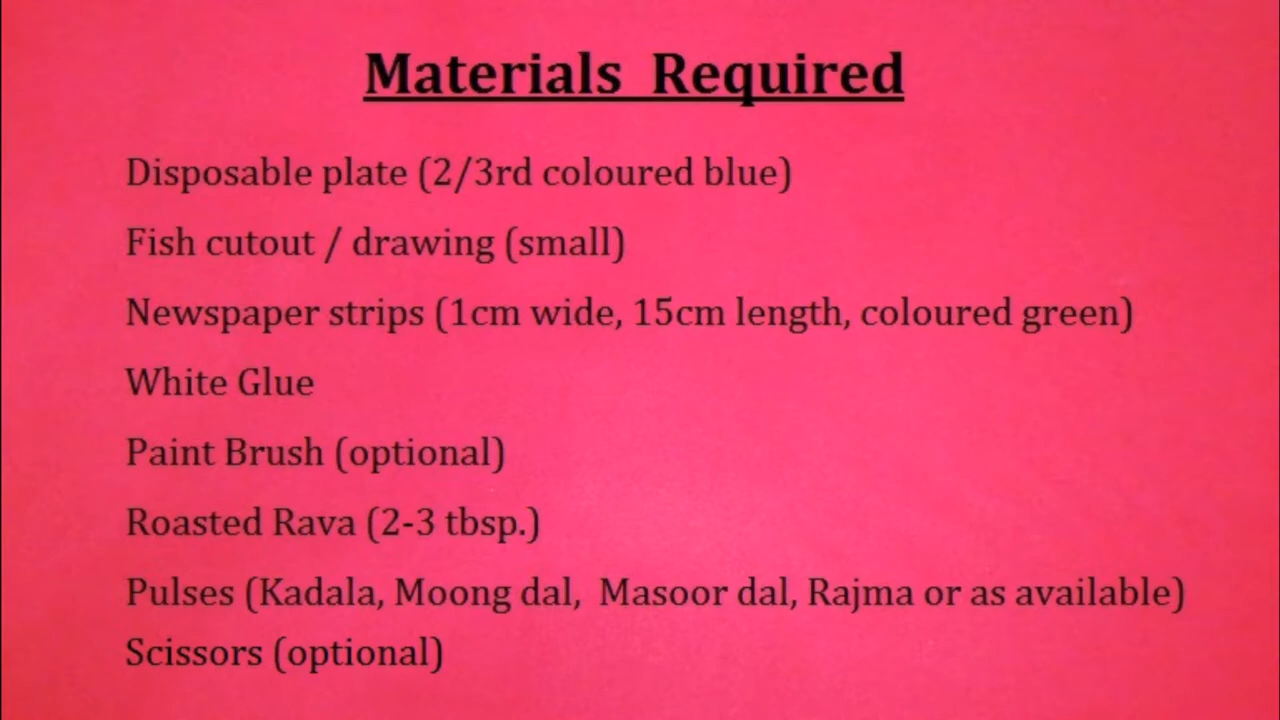 Materials Required
Disposable plate (2/3rd coloured blue)
Fish cutout / drawing (small)
Newspaper strips (1cm wide, 15cm length, coloured green)
White Glue
Paint Brush (optional)
Roasted Rava (2-3 tbsp.)
Pulses (Kadala, Moong dal, Masoor dal, Rajma or as available)
Scissors (optional)